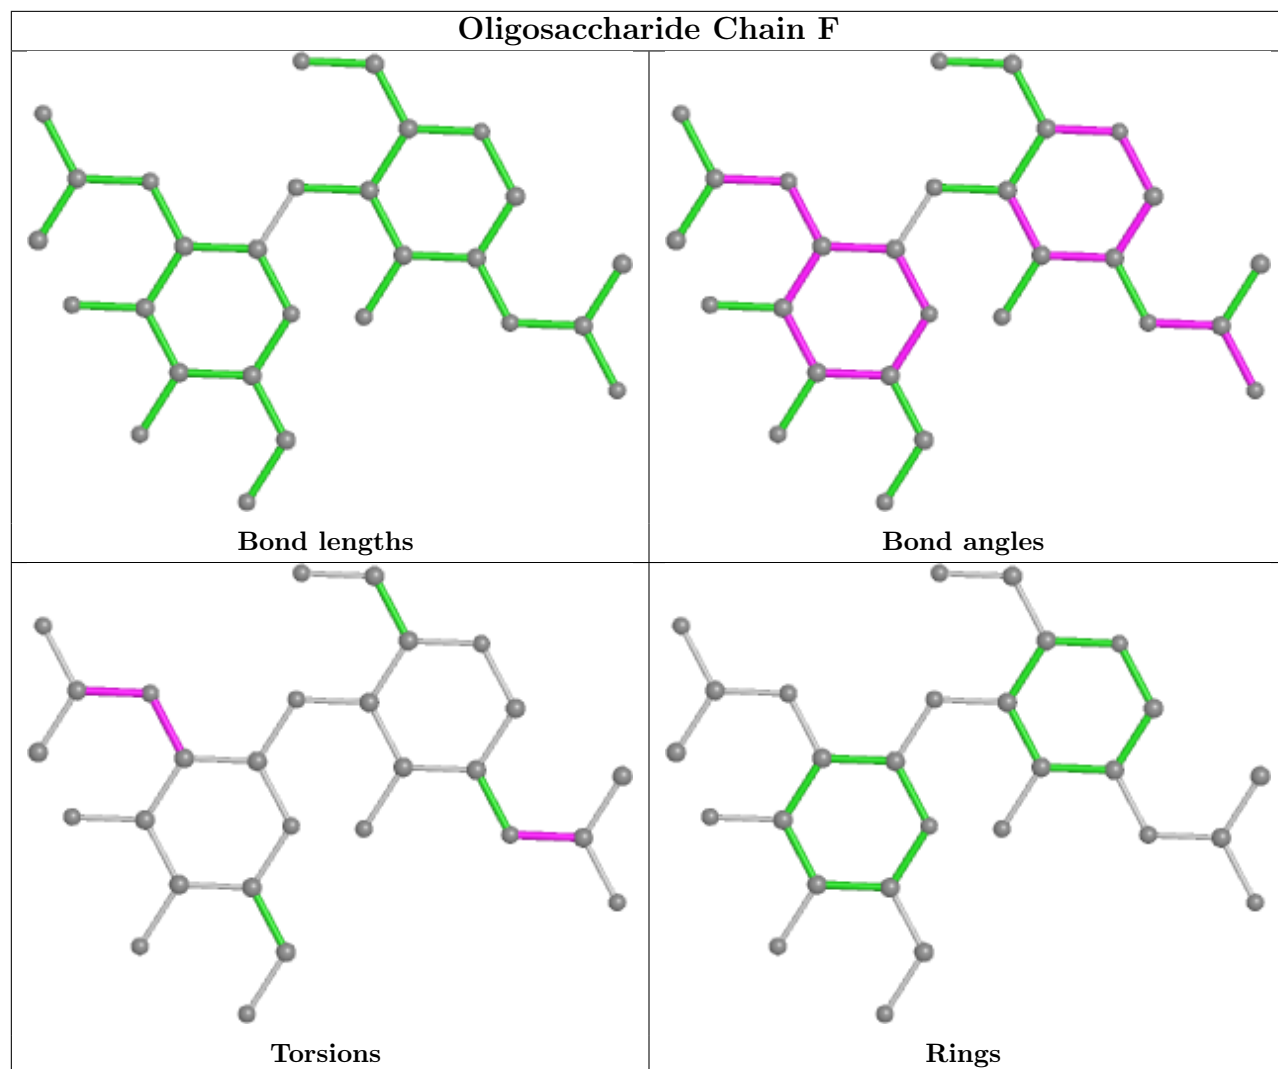 Oligosaccharide Chain F
Bond lengths
Bond angles
Torsions
Rings